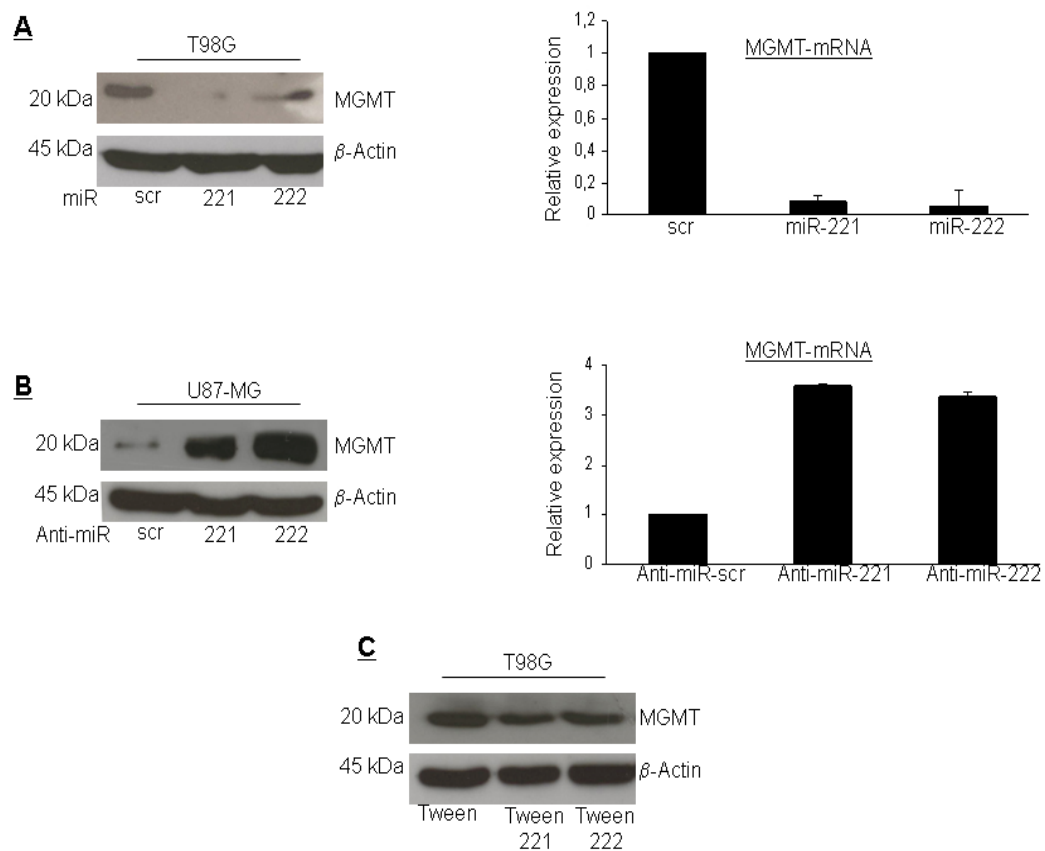 A
T98G
20 kDa
MGMT
45 kDa
β-Actin
miR
scr
221
222
MGMT-mRNA
Relative expression
1,2
1
0,8
0,6
0,4
0,2
0
scr
miR-221
miR-222
B
U87-MG
20 kDa
MGMT
45 kDa
β-Actin
Anti-miR
scr
221
222
MGMT-mRNA
Relative expression
4
3
2
1
0
Anti-miR-scr
Anti-miR-221
Anti-miR-222
C
T98G
20 kDa
MGMT
45 kDa
β-Actin
Tween
Tween
221
Tween
222